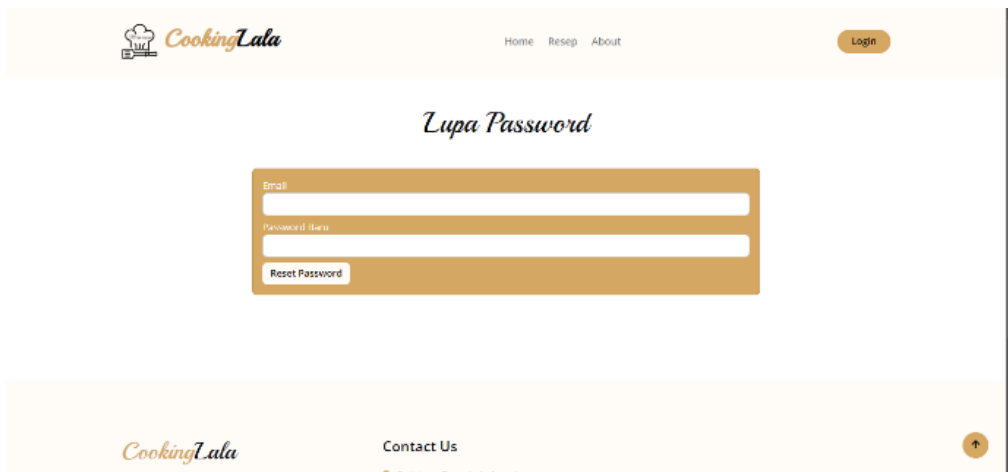 CookingLala
Home Resep About
Login
Lupa Password
Email
Password Baru
Reset Password
CookingLala
Contact Us